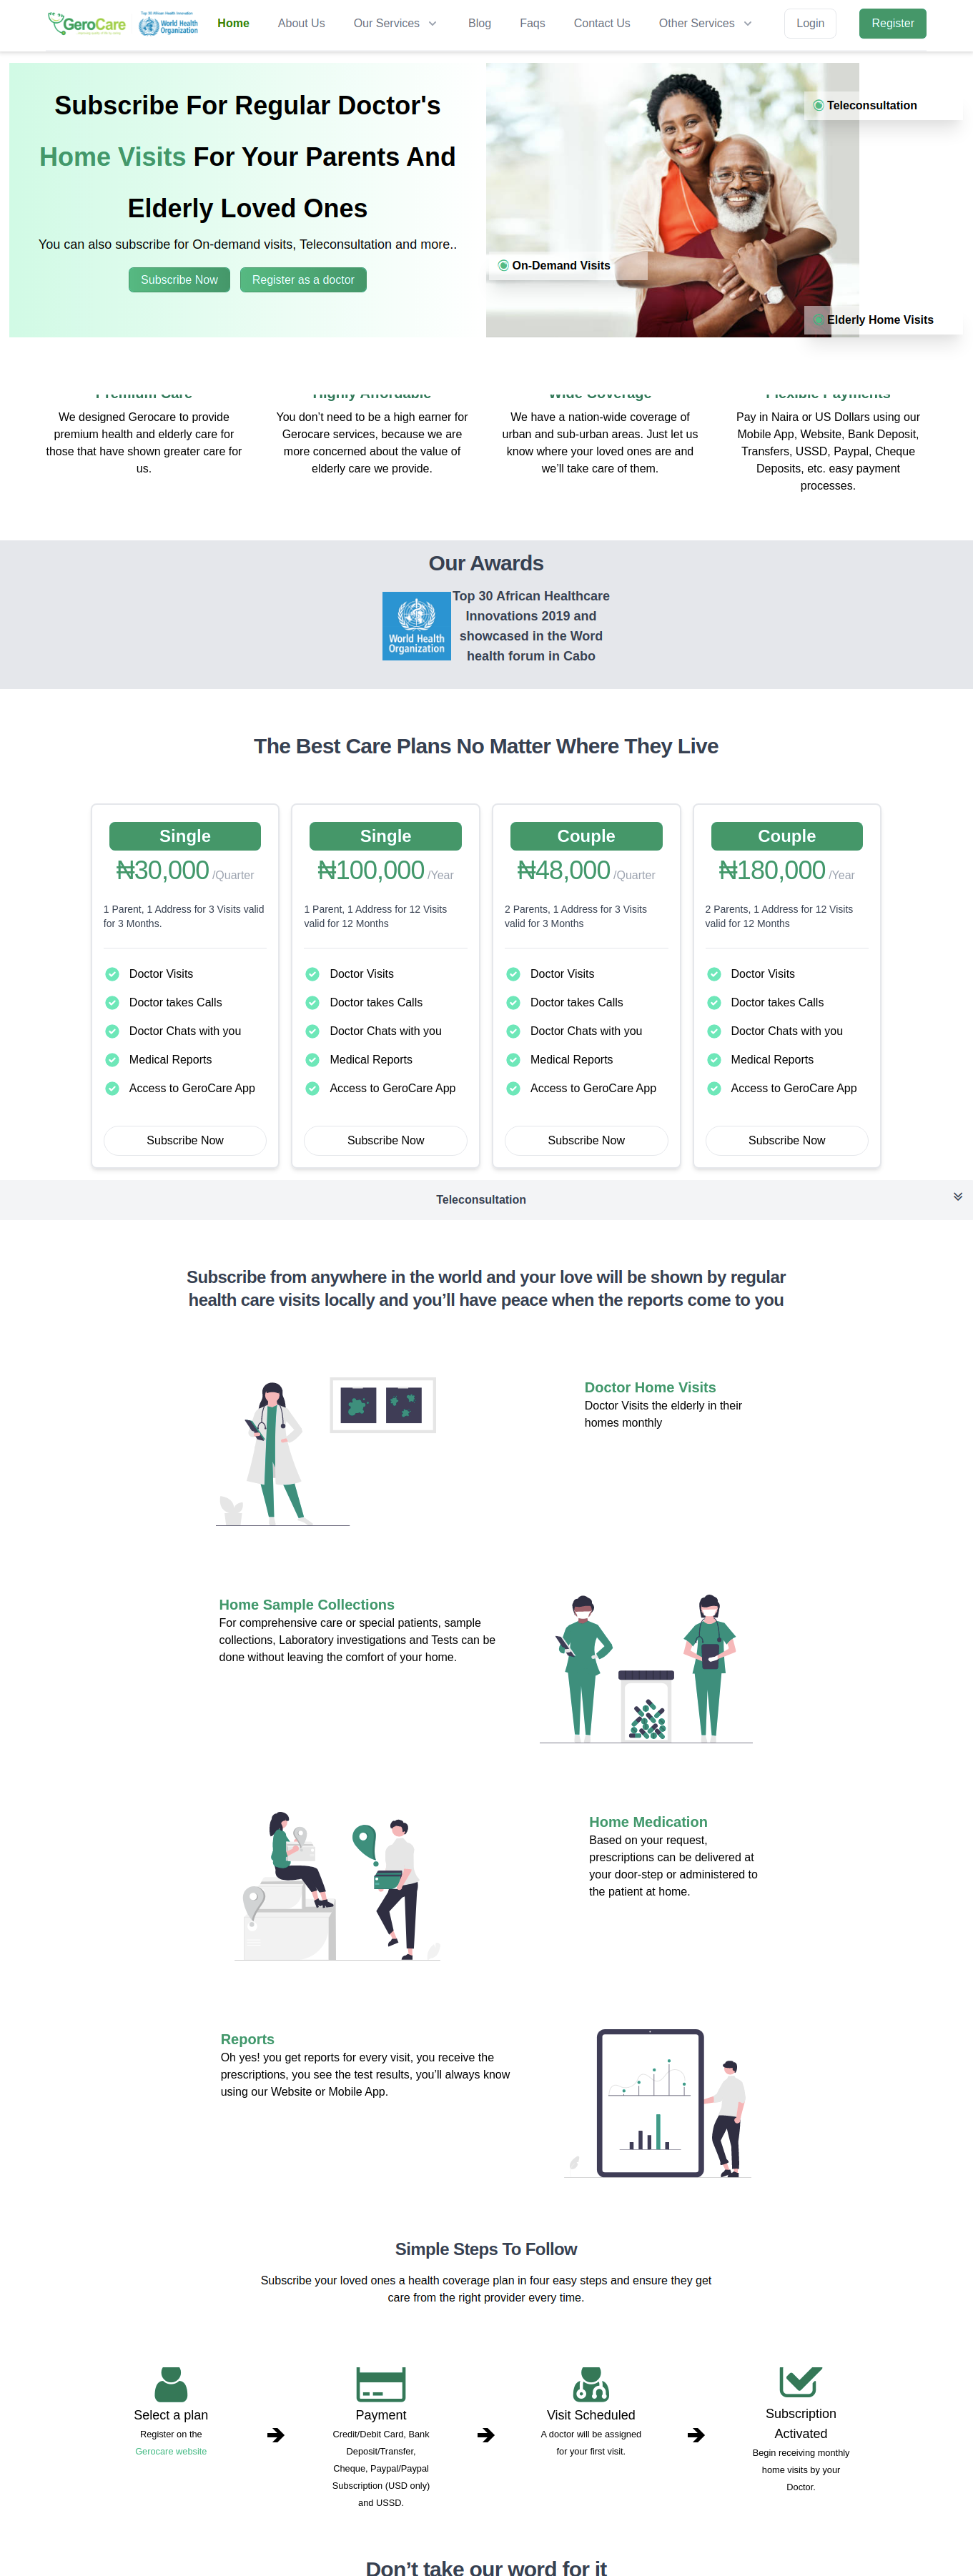 GeroCare
Top 30 African Health Innovation
World Health
Organization
Home
About Us
Our Services
Blog
Faqs
Contact Us
Other Services
Login
Register
Subscribe For Regular Doctor's
Home Visits For Your Parents And
Elderly Loved Ones
You can also subscribe for On-demand visits, Teleconsultation and more..
Subscribe Now
Register as a doctor
Teleconsultation
On-Demand Visits
Elderly Home Visits
Premium Care
We designed Gerocare to provide
premium health and elderly care for
those that have shown greater care for
us.
Highly Affordable
You don’t need to be a high earner for
Gerocare services, because we are
more concerned about the value of
elderly care we provide.
Wide Coverage
We have a nation-wide coverage of
urban and sub-urban areas. Just let us
know where your loved ones are and
we’ll take care of them.
Flexible Payments
Pay in Naira or US Dollars using our
Mobile App, Website, Bank Deposit,
Transfers, USSD, Paypal, Cheque
Deposits, etc. easy payment
processes.
Our Awards
World Health
Organization
Top 30 African Healthcare
Innovations 2019 and
showcased in the Word
health forum in Cabo
The Best Care Plans No Matter Where They Live
Single
₦30,000 /Quarter
1 Parent, 1 Address for 3 Visits valid
for 3 Months.
Doctor Visits
Doctor takes Calls
Doctor Chats with you
Medical Reports
Access to GeroCare App
Subscribe Now
Single
₦100,000 /Year
1 Parent, 1 Address for 12 Visits
valid for 12 Months
Doctor Visits
Doctor takes Calls
Doctor Chats with you
Medical Reports
Access to GeroCare App
Subscribe Now
Couple
₦48,000 /Quarter
2 Parents, 1 Address for 3 Visits
valid for 3 Months
Doctor Visits
Doctor takes Calls
Doctor Chats with you
Medical Reports
Access to GeroCare App
Subscribe Now
Couple
₦180,000 /Year
2 Parents, 1 Address for 12 Visits
valid for 12 Months
Doctor Visits
Doctor takes Calls
Doctor Chats with you
Medical Reports
Access to GeroCare App
Subscribe Now
Teleconsultation
Subscribe from anywhere in the world and your love will be shown by regular
health care visits locally and you’ll have peace when the reports come to you
Doctor Home Visits
Doctor Visits the elderly in their
homes monthly
Home Sample Collections
For comprehensive care or special patients, sample
collections, Laboratory investigations and Tests can be
done without leaving the comfort of your home.
Home Medication
Based on your request,
prescriptions can be delivered at
your door-step or administered to
the patient at home.
Reports
Oh yes! you get reports for every visit, you receive the
prescriptions, you see the test results, you’ll always know
using our Website or Mobile App.
Simple Steps To Follow
Subscribe your loved ones a health coverage plan in four easy steps and ensure they get
care from the right provider every time.
Select a plan
Register on the
Gerocare website
Payment
Credit/Debit Card, Bank
Deposit/Transfer,
Cheque, Paypal/Paypal
Subscription (USD only)
and USSD.
Visit Scheduled
A doctor will be assigned
for your first visit.
Subscription
Activated
Begin receiving monthly
home visits by your
Doctor.
Don’t take our word for it